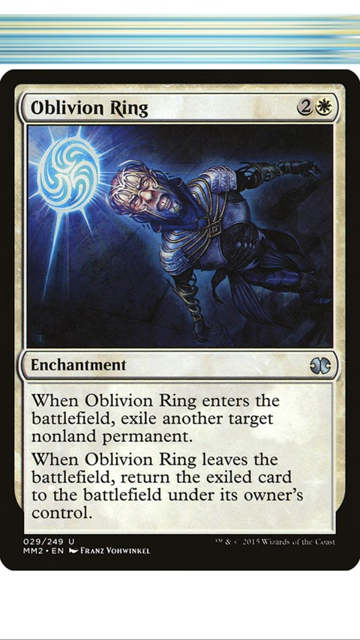 Oblivion Ring 2
Enchantment
When Oblivion Ring enters the
battlefield, exile another target
nonland permanent.
When Oblivion Ring leaves the
battlefield, return the exiled card
to the battlefield under its owner's
control.
029/249 U
MM2 • EN Franz Vohwinkel
™ & © 2015 Wizards of the Coast